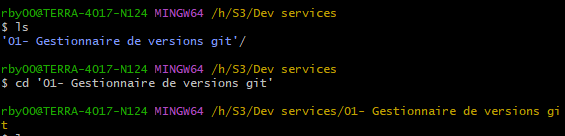 rby00@TERRA-4017-N124 MINGW64 /h/S3/Dev services
$ ls
'01- Gestionnaire de versions git'/
rby00@TERRA-4017-N124 MINGW64 /h/S3/Dev services
$ cd '01- Gestionnaire de versions git'
rby00@TERRA-4017-N124 MINGW64 /h/S3/Dev services/01- Gestionnaire de versions gi
t